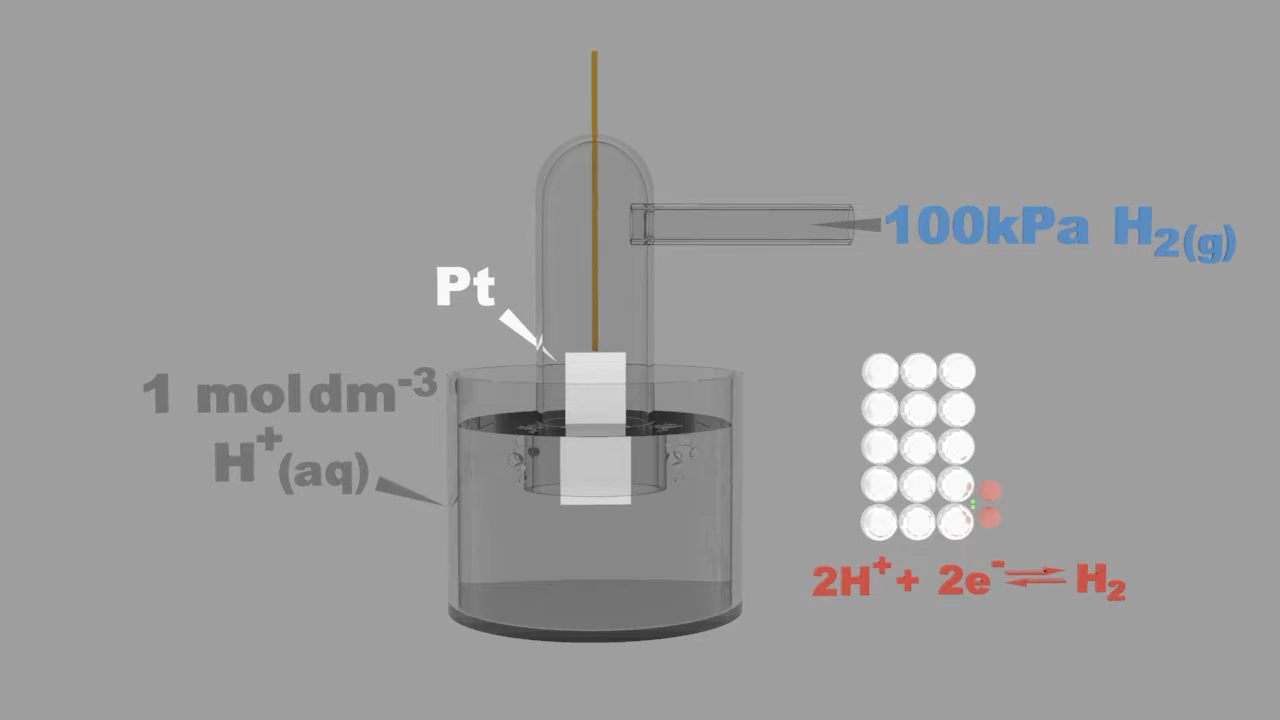 100kPa H₂(g)
Pt
1 moldm⁻³
H⁺(aq)
2H⁺ + 2e⁻ ⇌ H₂